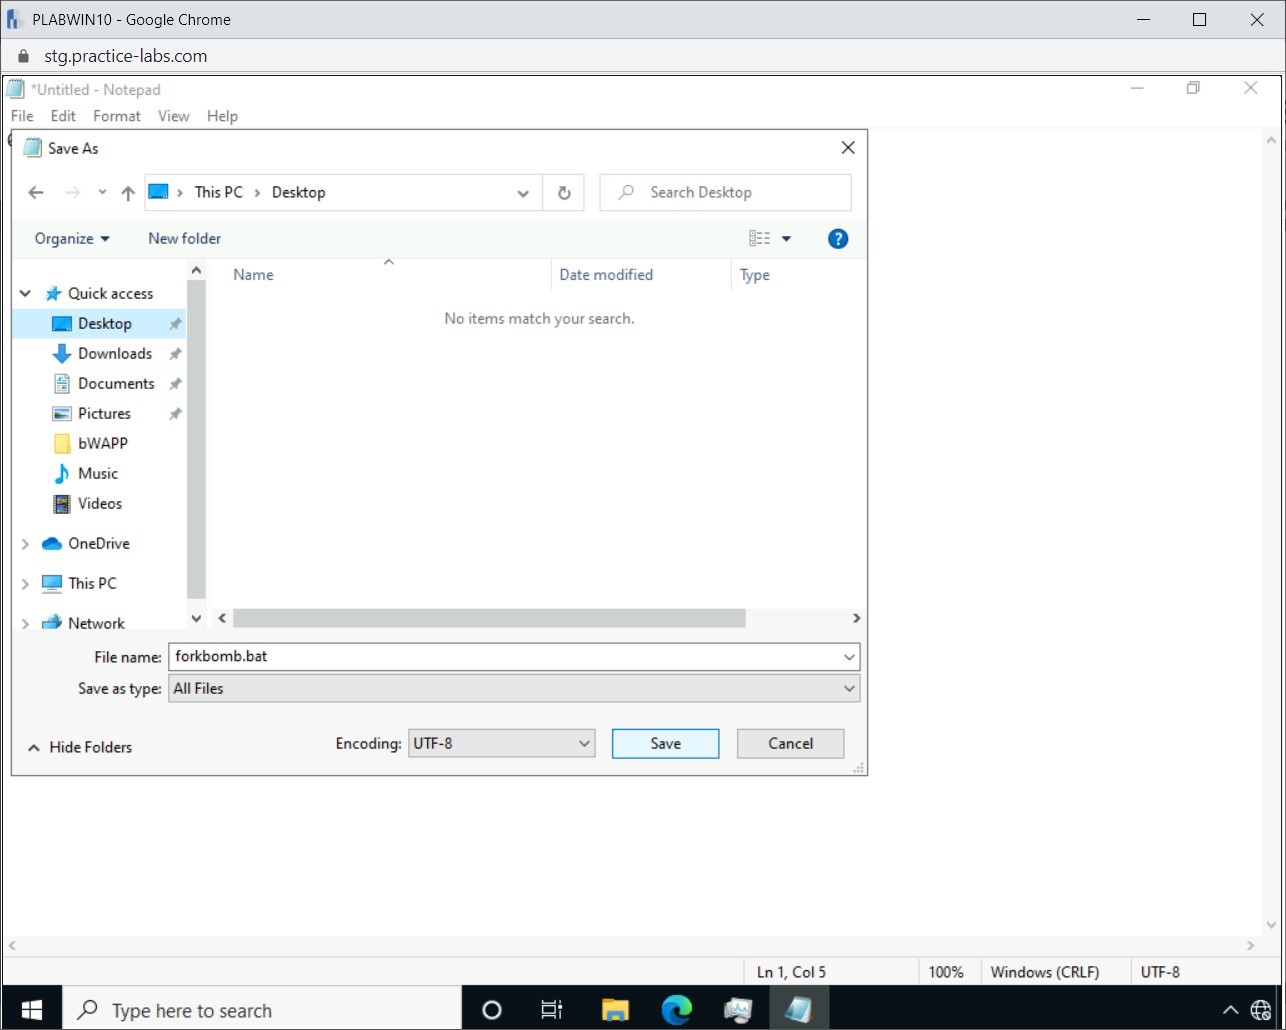 PLABWIN10 - Google Chrome
stg.practice-labs.com
*Untitled - Notepad
File Edit Format View Help
Save As
This PC > Desktop
Search Desktop
Organize New folder
?
Name Date modified Type
Quick access
No items match your search.
Desktop
Downloads
Documents
Pictures
bWAPP
Music
Videos
OneDrive
This PC
Network
File name: forkbomb.bat
Save as type: All Files
Hide Folders Encoding: UTF-8 Save Cancel
Ln 1, Col 5 100% Windows (CRLF) UTF-8
Type here to search